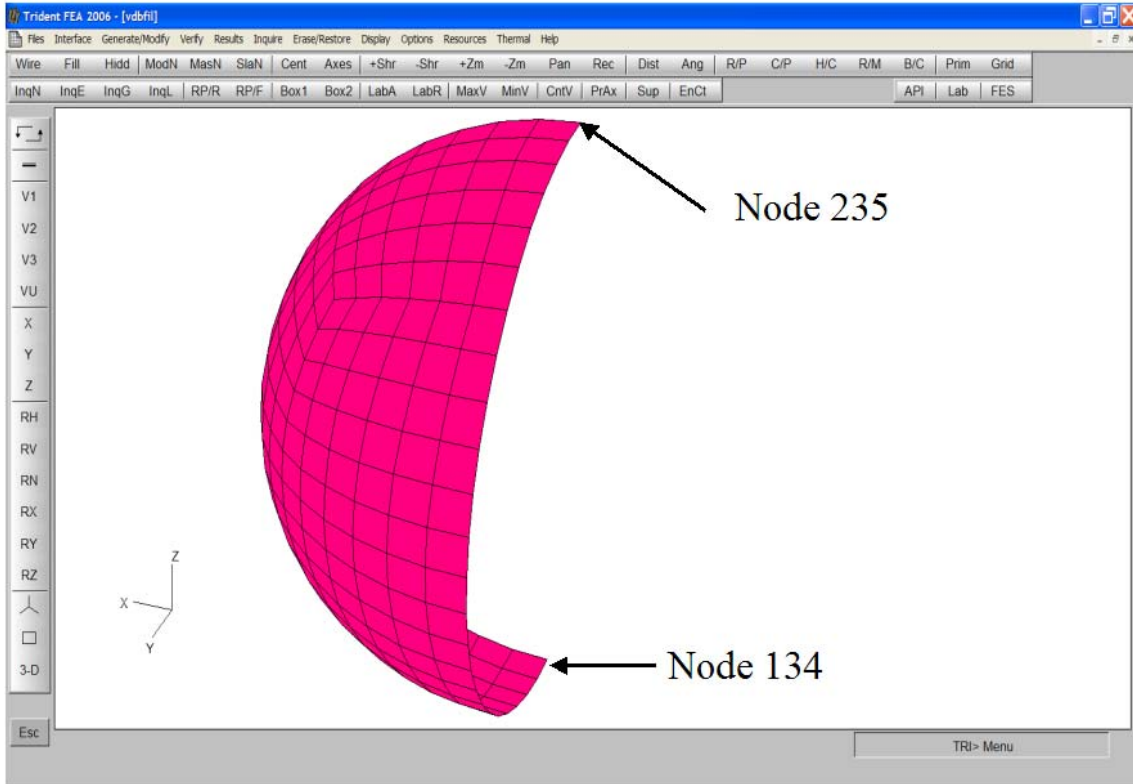 Trident FEA 2006 - [vdbfil]
Files Interface Generate/Modify Verify Results Inquire Erase/Restore Display Options Resources Thermal Help
Wire Fill Hidd ModN MasN SlaN Cent Axes +Shr -Shr +Zm -Zm Pan Rec Dist Ang R/P C/P H/C R/M B/C Prim Grid
InqN InqE InqG InqL RP/R RP/F Box1 Box2 LabA LabR MaxV MinV CntV PrAx Sup EnCt API Lab FES
V1
V2
V3
VU
X
Y
Z
RH
RV
RN
RX
RY
RZ
3-D
Esc
Node 235
Node 134
Z
X
Y
TRI> Menu